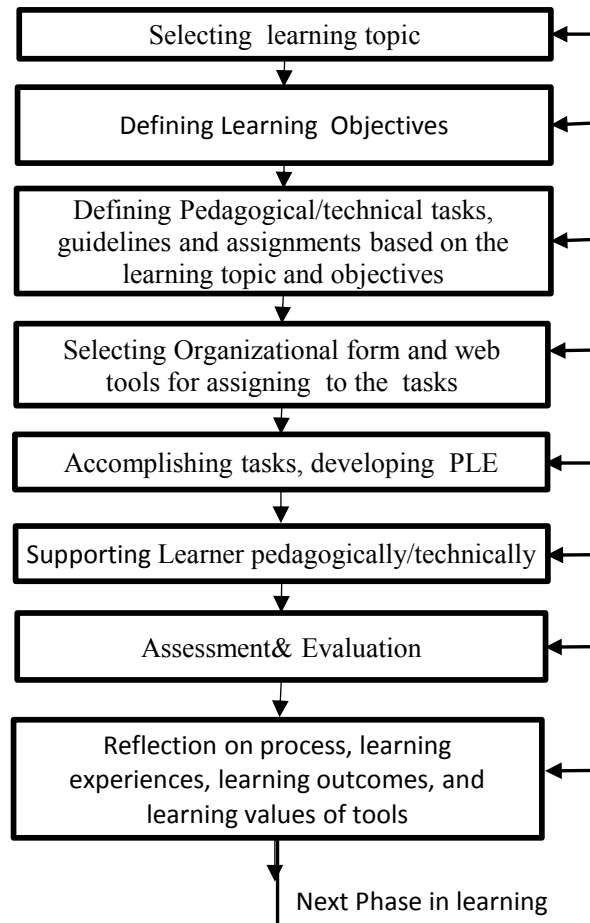 Selecting learning topic
Defining Learning Objectives
Defining Pedagogical/technical tasks,
guidelines and assignments based on the
learning topic and objectives
Selecting Organizational form and web
tools for assigning to the tasks
Accomplishing tasks, developing PLE
Supporting Learner pedagogically/technically
Assessment& Evaluation
Reflection on process, learning
experiences, learning outcomes, and
learning values of tools
Next Phase in learning